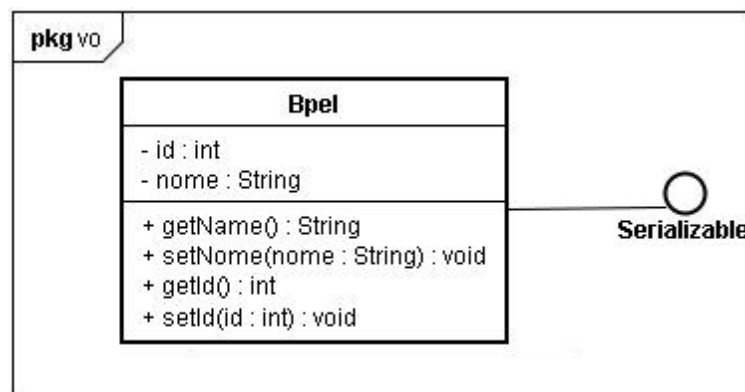 pkg vo
Bpel
- id : int
- nome : String
+ getName() : String
+ setNome(nome : String) : void
+ getId() : int
+ setId(id : int) : void
Serializable